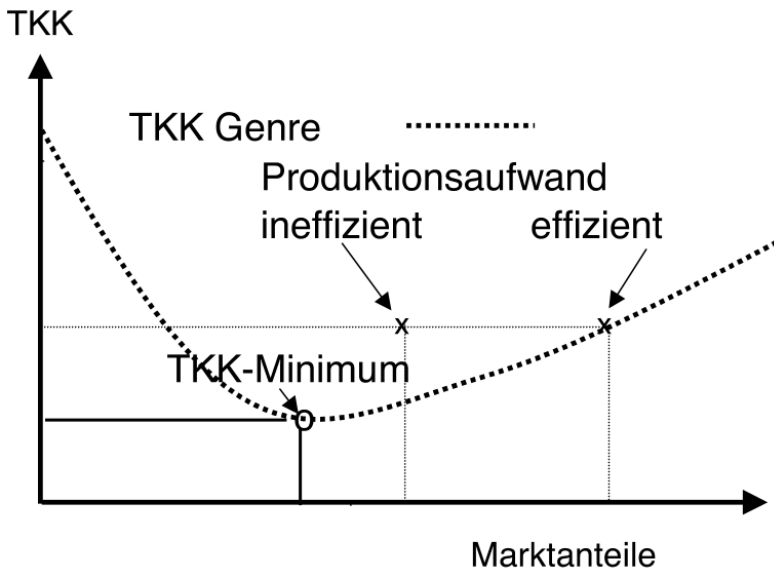 TKK
TKK Genre
Produktionsaufwand
ineffizient effizient
x x
TKK-Minimum
O
Marktanteile